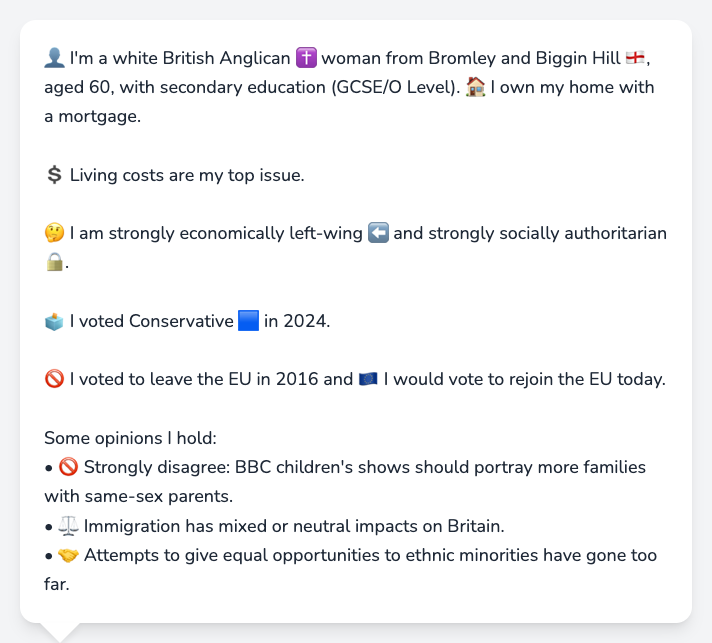 👤 I'm a white British Anglican ✝️ woman from Bromley and Biggin Hill 🏴󠁧󠁢󠁥󠁮󠁧󠁿,
aged 60, with secondary education (GCSE/O Level). 🏠 I own my home with
a mortgage.
💲 Living costs are my top issue.
🤔 I am strongly economically left-wing ⬅️ and strongly socially authoritarian
🔒.
🗳️ I voted Conservative 🟦 in 2024.
🚫 I voted to leave the EU in 2016 and 🇪🇺 I would vote to rejoin the EU today.
Some opinions I hold:
• 🚫 Strongly disagree: BBC children's shows should portray more families
with same-sex parents.
• ⚖️ Immigration has mixed or neutral impacts on Britain.
• 🤝 Attempts to give equal opportunities to ethnic minorities have gone too
far.